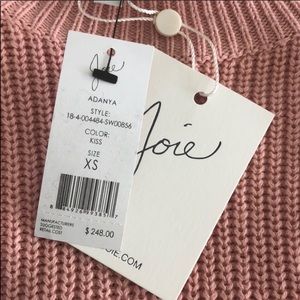 Joie
ADANYA
STYLE:
18-4-004484-SW00856
COLOR:
KISS
SIZE
XS
MANUFACTURERS
SUGGESTED
RETAIL COST
$248.00
Joie
OIE.COM